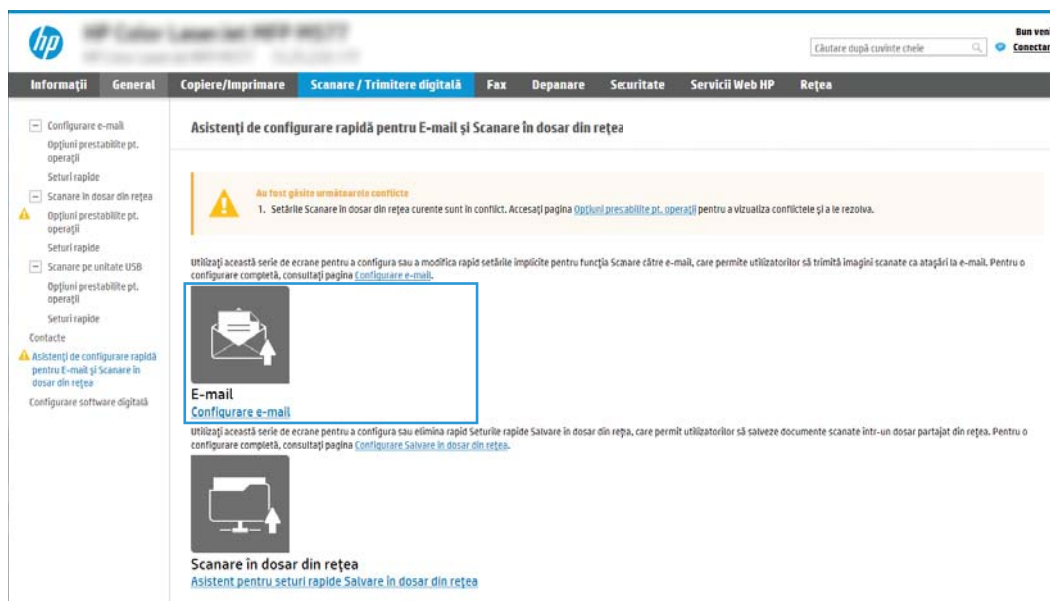 hp
Bun veni
Căutare după cuvinte cheie
Conectar
Informații General Copiere/Imprimare Scanare / Trimitere digitală Fax Depanare Securitate Servicii Web HP Rețea
Configurare e-mail
Opțiuni prestabilite pt.
operații
Seturi rapide
Scanare în dosar din rețea
Opțiuni prestabilite pt.
operații
Seturi rapide
Scanare pe unitate USB
Opțiuni prestabilite pt.
operații
Seturi rapide
Contacte
Asistenți de configurare rapidă
pentru E-mail și Scanare în
dosar din rețea
Configurare software digitală
Asistenți de configurare rapidă pentru E-mail și Scanare în dosar din rețea
Au fost găsite următoarele conflicte
1. Setările Scanare în dosar din rețea curente sunt în conflict. Accesați pagina Opțiuni presabilite pt. operații pentru a vizualiza conflictele și a le rezolva.
Utilizați această serie de ecrane pentru a configura sau a modifica rapid setările implicite pentru funcția Scanare către e-mail, care permite utilizatorilor să trimită imagini scanate ca atașări la e-mail. Pentru o
configurare completă, consultați pagina Configurare e-mail.
E-mail
Configurare e-mail
Utilizați această serie de ecrane pentru a configura sau elimina rapid Seturile rapide Salvare în dosar din reția, care permit utilizatorilor să salveze documente scanate într-un dosar partajat din rețea. Pentru o
configurare completă, consultați pagina Configurare Salvare în dosar din rețea.
Scanare în dosar din rețea
Asistent pentru seturi rapide Salvare în dosar din rețea